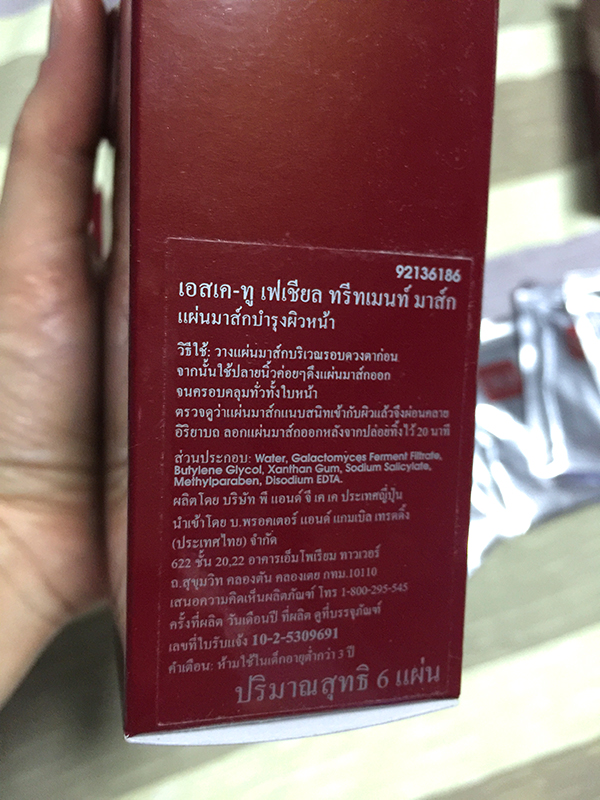 92136186
เอสเค-ทู เฟเชียล ทรีทเมนท์ มาส์ก
แผ่นมาส์กบำรุงผิวหน้า
วิธีใช้: วางแผ่นมาส์กบริเวณรอบดวงตาก่อน
จากนั้นใช้ปลายนิ้วค่อยๆดึงแผ่นมาส์กออก
จนครอบคลุมทั่วทั้งใบหน้า
ตรวจดูว่าแผ่นมาส์กแนบสนิทเข้ากับผิวแล้วจึงผ่อนคลาย
อิริยาบถ ลอกแผ่นมาส์กออกหลังจากปล่อยทิ้งไว้ 20 นาที
ส่วนประกอบ: Water, Galactomyces Ferment Filtrate,
Butylene Glycol, Xanthan Gum, Sodium Salicylate,
Methylparaben, Disodium EDTA.
ผลิตโดย บริษัท พี แอนด์ จี เค เค ประเทศญี่ปุ่น
นำเข้าโดย บ.พรอคเตอร์ แอนด์ แกมเบิล เทรดดิ้ง
(ประเทศไทย) จำกัด
622 ชั้น 20,22 อาคารเอ็มโพเรียม ทาวเวอร์
ถ.สุขุมวิท คลองตัน คลองเตย กทม.10110
เสนอความคิดเห็นผลิตภัณฑ์ โทร 1-800-295-545
ครั้งที่ผลิต วันเดือนปี ที่ผลิต ดูที่บรรจุภัณฑ์
เลขที่ใบรับแจ้ง 10-2-5309691
คำเตือน: ห้ามใช้ในเด็กอายุต่ำกว่า 3 ปี
ปริมาณสุทธิ 6 แผ่น